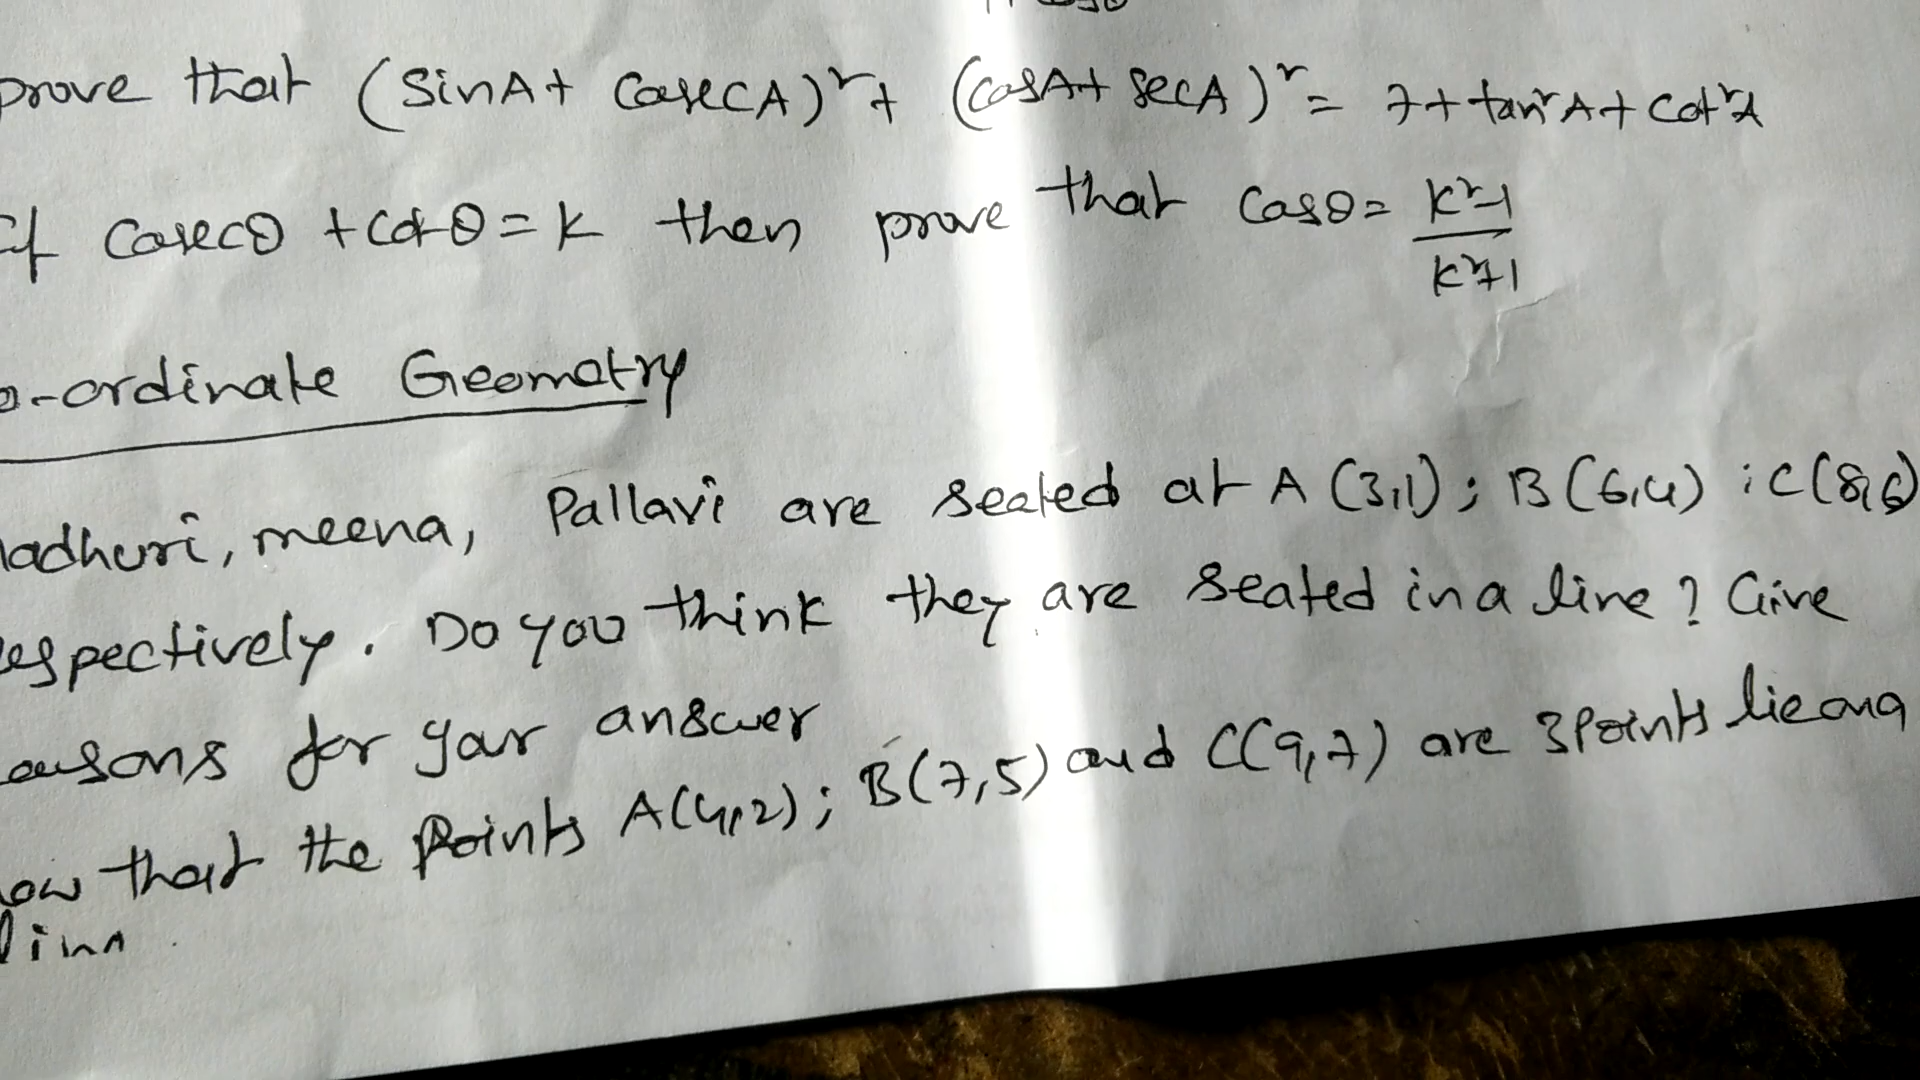 prove that (SinA + CosecA)² + (CosA + SecA)² = 7 + tan²A + Cot²A
If Cosecθ + Cotθ = K then prove that Cosθ = K²-1 / K²+1
o-ordinate Geometry
adhuri, meena, Pallavi are seated at A (3,1); B (6,4) ; C (8,6)
espectively. Do you think they are seated in a line? Give
easons for your answer
ow that the Points A(4,2); B(7,5) and C(9,7) are 3 Points lie on a
line.